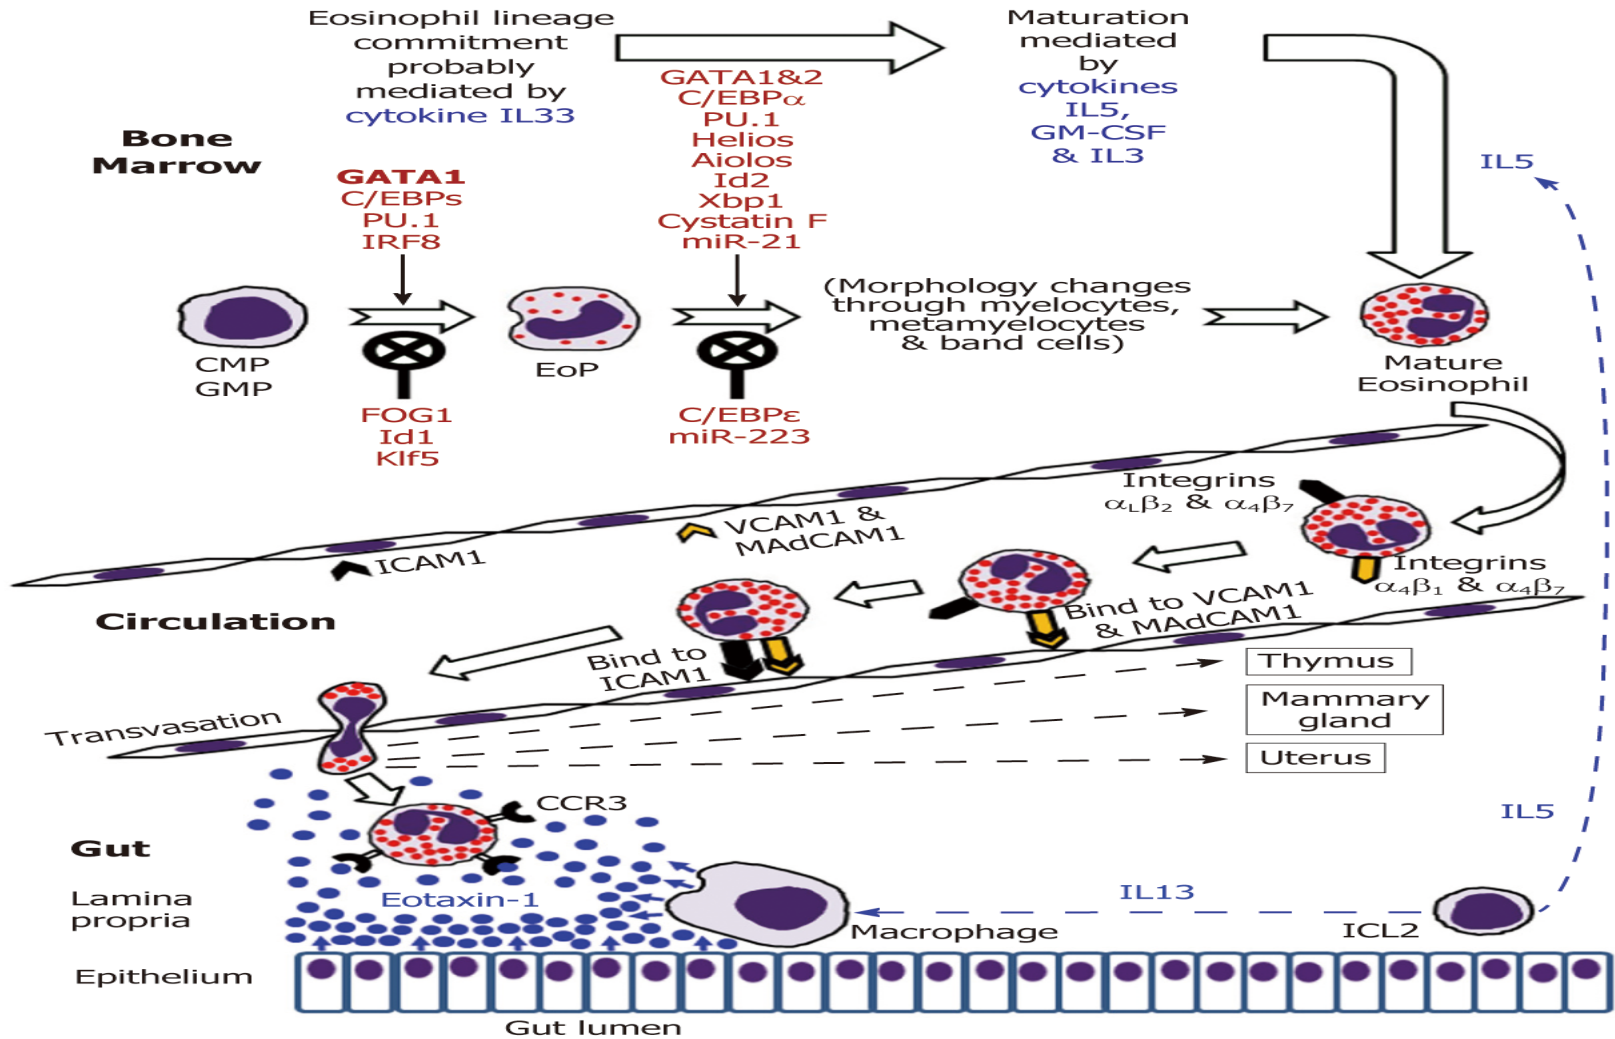 Eosinophil lineage
commitment
probably
mediated by
cytokine IL33
Maturation
mediated
by
cytokines
IL5,
GM-CSF
& IL3
Bone
Marrow
GATA1
C/EBPs
PU.1
IRF8
GATA1&2
C/EBPα
PU.1
Helios
Aiolos
Id2
Xbp1
Cystatin F
miR-21
IL5
CMP
GMP
EoP
(Morphology changes
through myelocytes,
metamyelocytes
& band cells)
Mature
Eosinophil
FOG1
Id1
Klf5
C/EBPε
miR-223
Integrins
αLβ2 & α4β7
VCAM1 &
MAdCAM1
ICAM1
Integrins
α4β1 & α4β7
Circulation
Bind to VCAM1
& MAdCAM1
Bind to
ICAM1
Transvasation
Thymus
Mammary
gland
Uterus
CCR3
IL5
Gut
Lamina
propria
Eotaxin-1
IL13
Macrophage
ICL2
Epithelium
Gut lumen